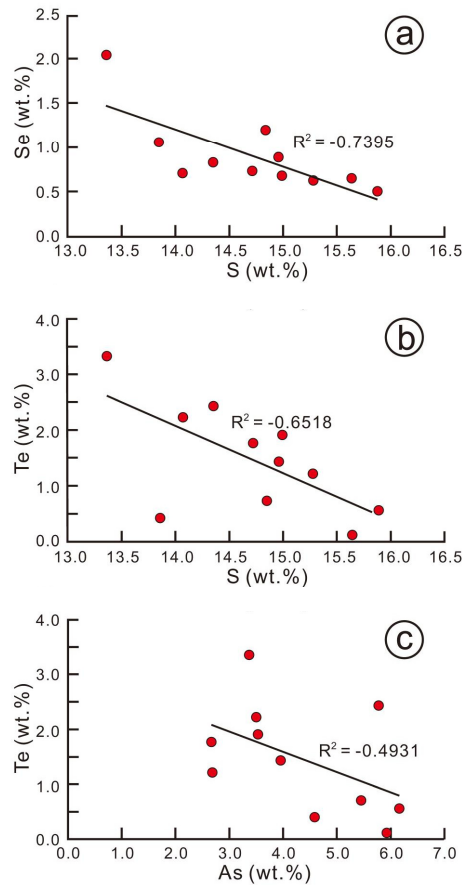 a
2.5
2.0
1.5
1.0
0.5
0.0
Se (wt.%)
R² = -0.7395
13.0 13.5 14.0 14.5 15.0 15.5 16.0 16.5
S (wt.%)
b
4.0
3.0
2.0
1.0
0.0
Te (wt.%)
R² = -0.6518
13.0 13.5 14.0 14.5 15.0 15.5 16.0 16.5
S (wt.%)
c
4.0
3.0
2.0
1.0
0.0
Te (wt.%)
R² = -0.4931
0.0 1.0 2.0 3.0 4.0 5.0 6.0 7.0
As (wt.%)